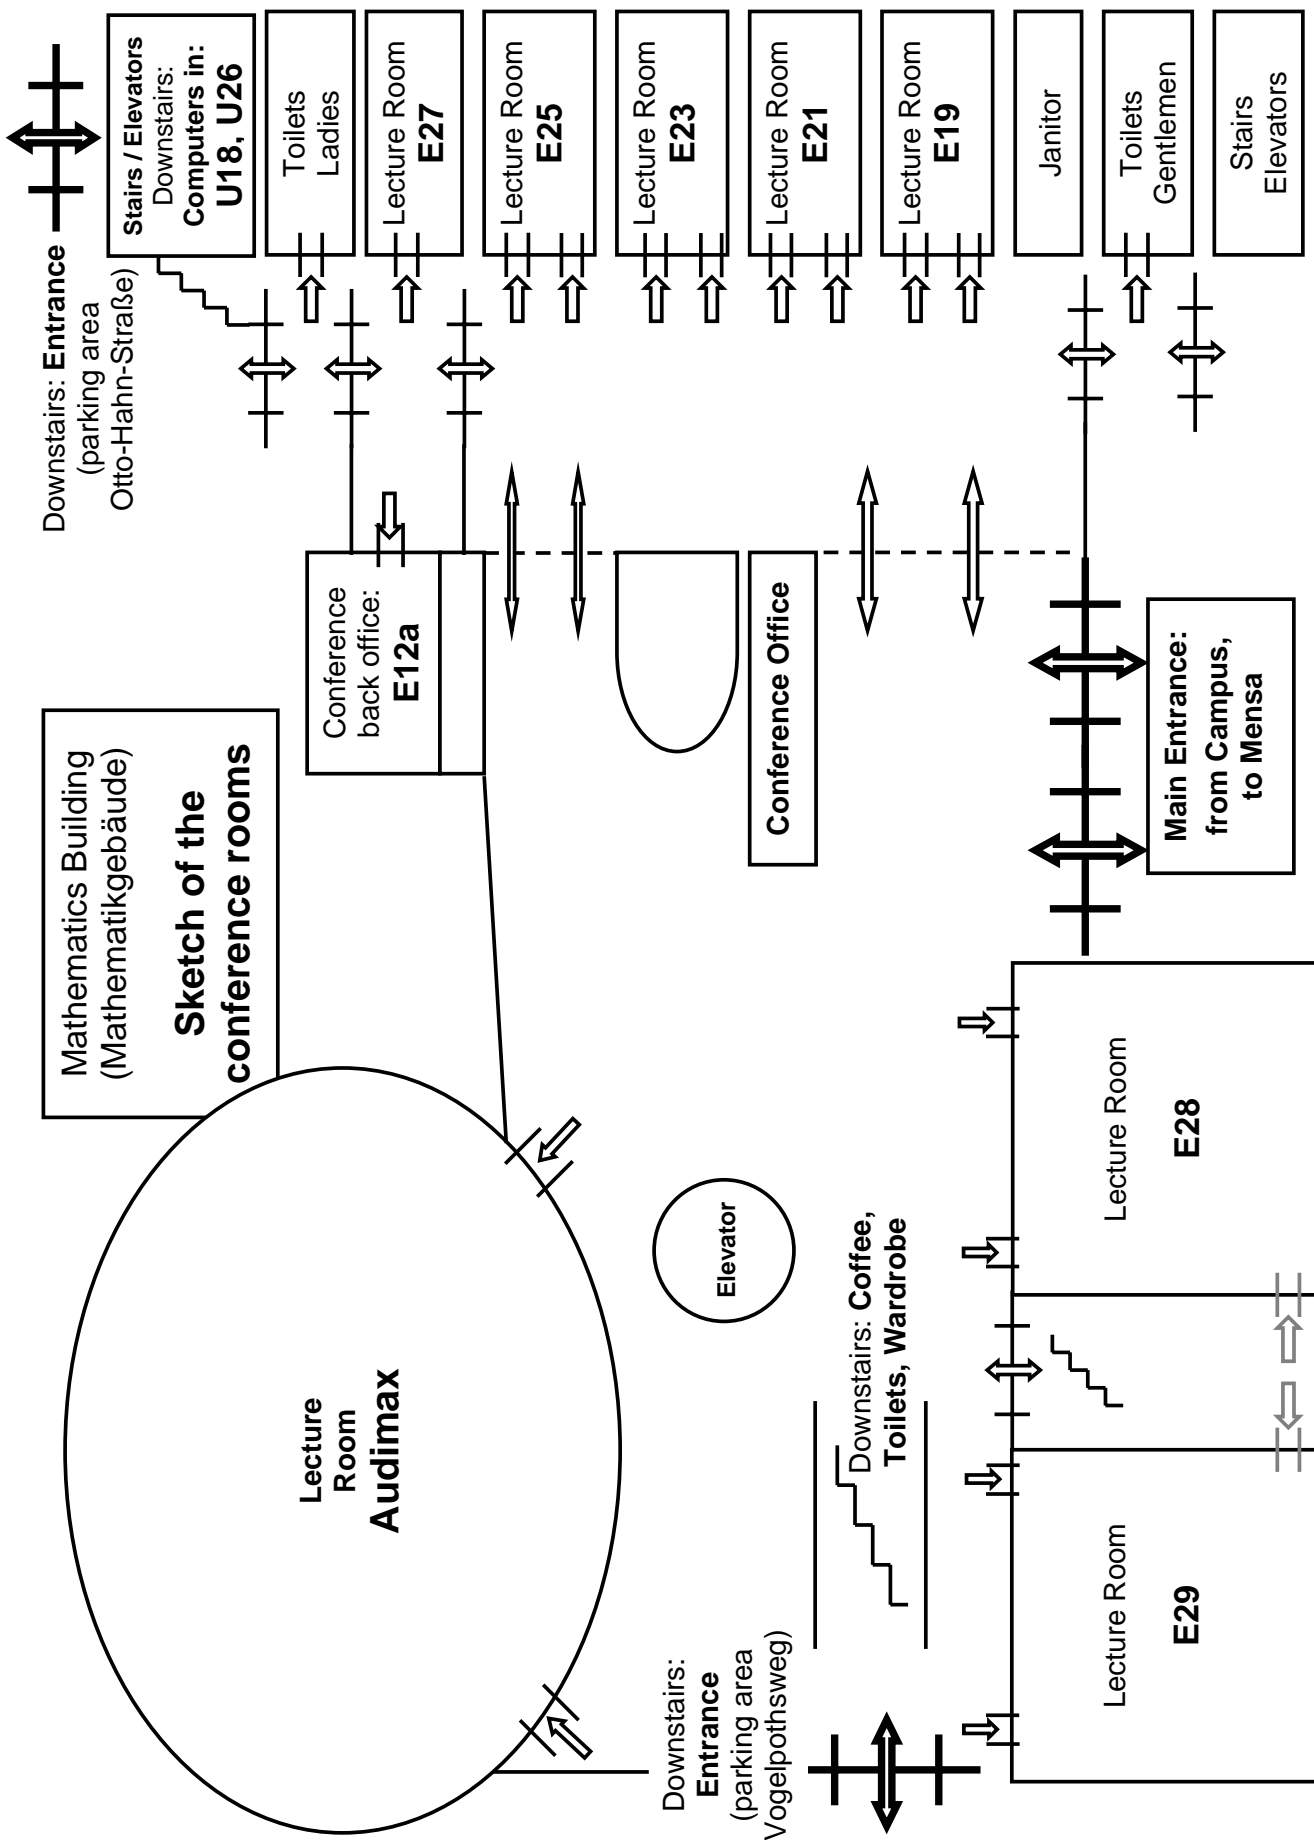 Mathematics Building
(Mathematikgebäude)
Sketch of the
conference rooms
Downstairs: Entrance
(parking area
Otto-Hahn-Straße)
Stairs / Elevators
Downstairs:
Computers in:
U18, U26
Toilets
Ladies
Lecture Room
E27
Lecture Room
E25
Lecture Room
E23
Lecture Room
E21
Lecture Room
E19
Janitor
Toilets
Gentlemen
Stairs
Elevators
Conference
back office:
E12a
Conference Office
Main Entrance:
from Campus,
to Mensa
Lecture
Room
Audimax
Elevator
Downstairs: Coffee,
Toilets, Wardrobe
Downstairs:
Entrance
(parking area
Vogelpothsweg)
Lecture Room
E28
Lecture Room
E29